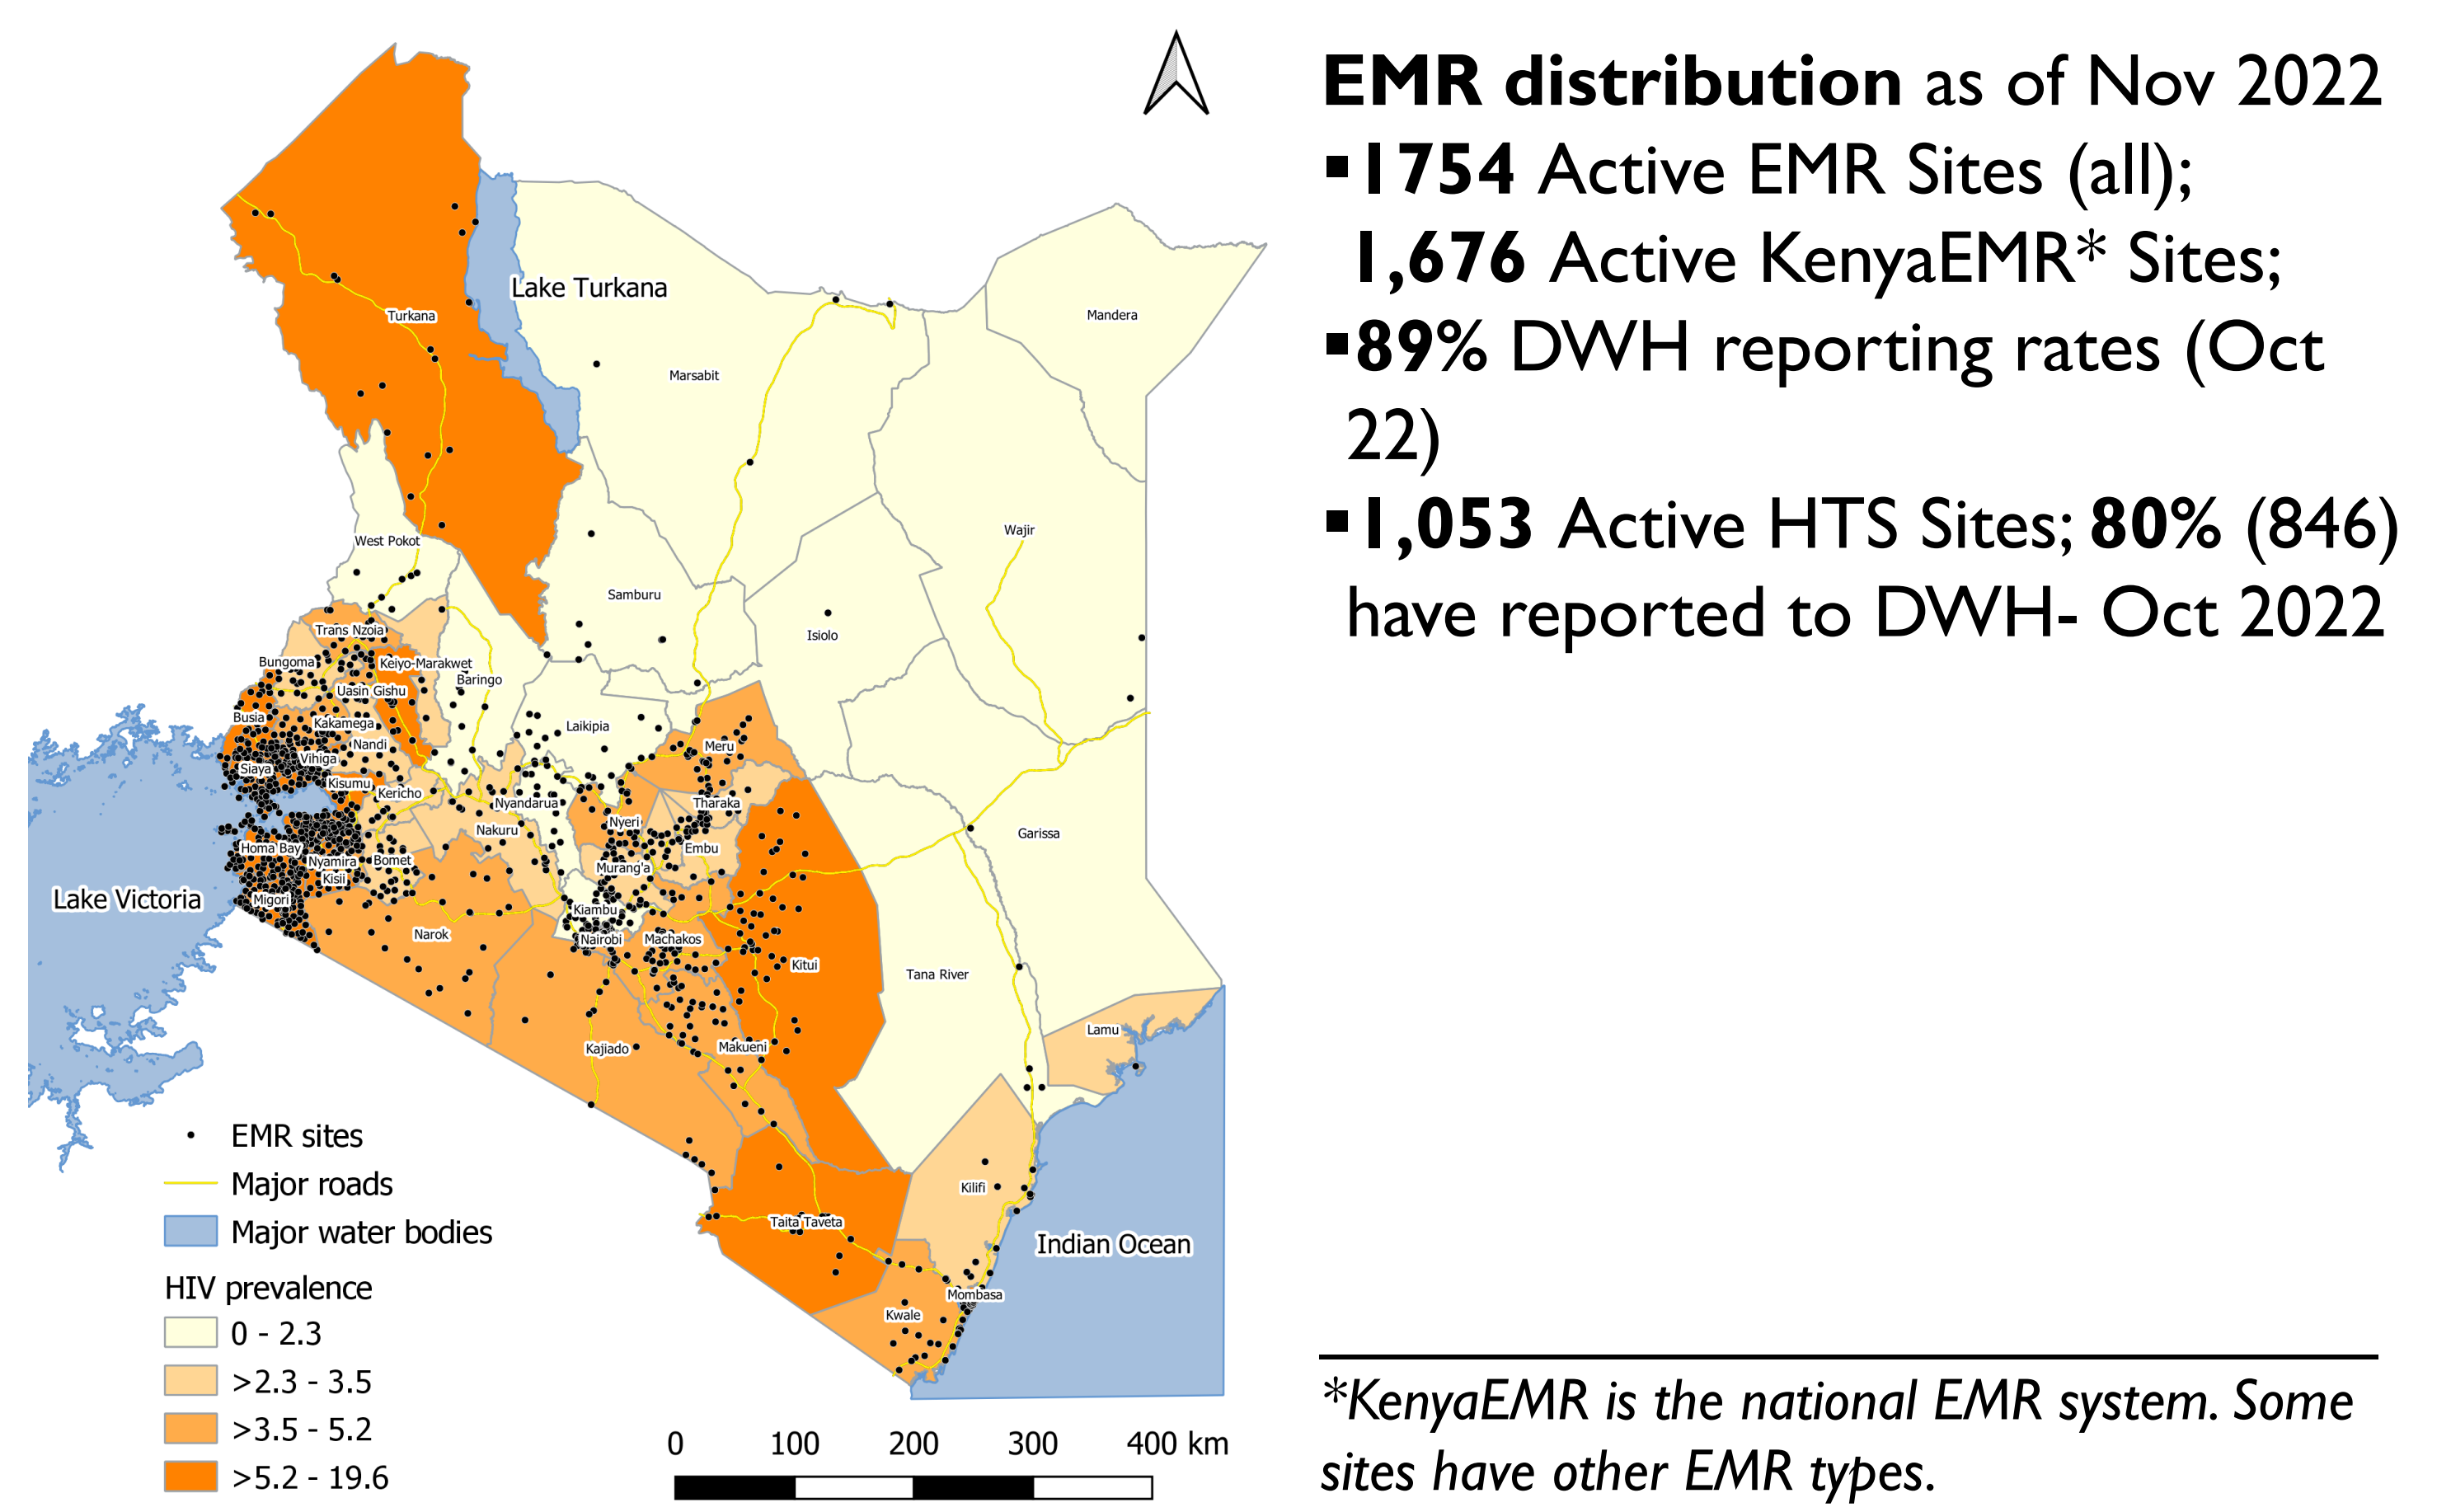 EMR distribution as of Nov 2022
▪1754 Active EMR Sites (all);
1,676 Active KenyaEMR* Sites;
▪89% DWH reporting rates (Oct
22)
▪1,053 Active HTS Sites; 80% (846)
have reported to DWH- Oct 2022
Lake Turkana
Turkana
Mandera
Marsabit
Wajir
West Pokot
Samburu
Isiolo
Trans Nzoia
Bungoma
Keiyo-Marakwet
Baringo
Uasin Gishu
Busia
Kakamega
Laikipia
Nandi
Meru
Vihiga
Siaya
Kisumu
Kericho
Nyandarua
Tharaka
Nyeri
Nakuru
Garissa
Homa Bay
Embu
Nyamira
Bomet
Murang'a
Kisii
Lake Victoria
Migori
Kiambu
Narok
Nairobi
Machakos
Kitui
Tana River
Lamu
Kajiado
Makueni
Kilifi
Taita Taveta
Indian Ocean
Mombasa
Kwale
EMR sites
Major roads
Major water bodies
HIV prevalence
0 - 2.3
>2.3 - 3.5
>3.5 - 5.2
>5.2 - 19.6
0 100 200 300 400 km
*KenyaEMR is the national EMR system. Some
sites have other EMR types.